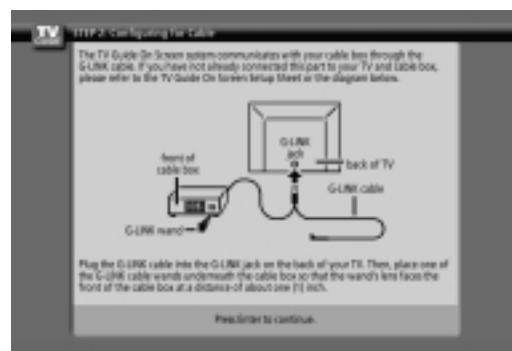 TV
GUIDE
STEP 2: Configuring for Cable
The TV Guide On Screen system communicates with your cable box through the
G-LINK cable. If you have not already connected this part to your TV and cable box,
please refer to the TV Guide On Screen Setup Sheet or the diagram below.
G-LINK
jack
front of
cable box
back of TV
G-LINK cable
G-LINK wand
Plug the G-LINK cable into the G-LINK jack on the back of your TV. Then, place one of
the G-LINK cable wands underneath the cable box so that the wand's lens faces the
front of the cable box at a distance of about one (1) inch.
Press Enter to continue.